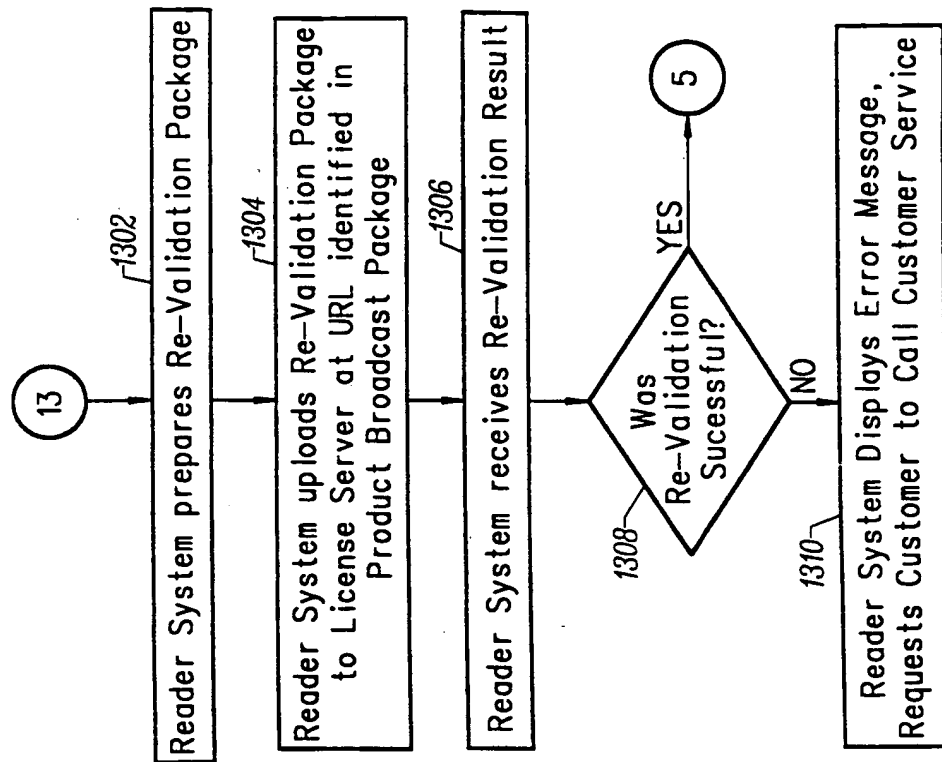 13
1302
Reader System prepares Re-Validation Package
1304
Reader System uploads Re-Validation Package
to License Server at URL identified in
Product Broadcast Package
1306
Reader System receives Re-Validation Result
1308
Was
Re-Validation
Sucessful?
YES
5
NO
1310
Reader System Displays Error Message,
Requests Customer to Call Customer Service